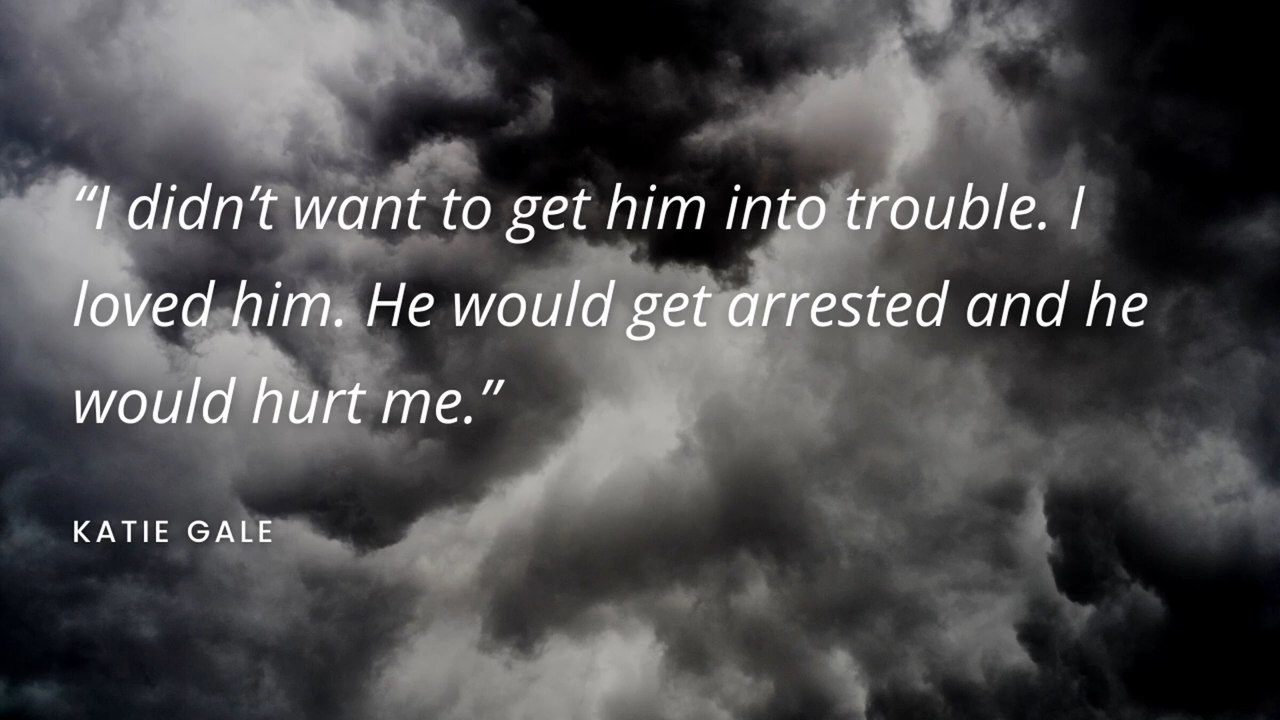 “I didn’t want to get him into trouble. I
loved him. He would get arrested and he
would hurt me.”
KATIE GALE